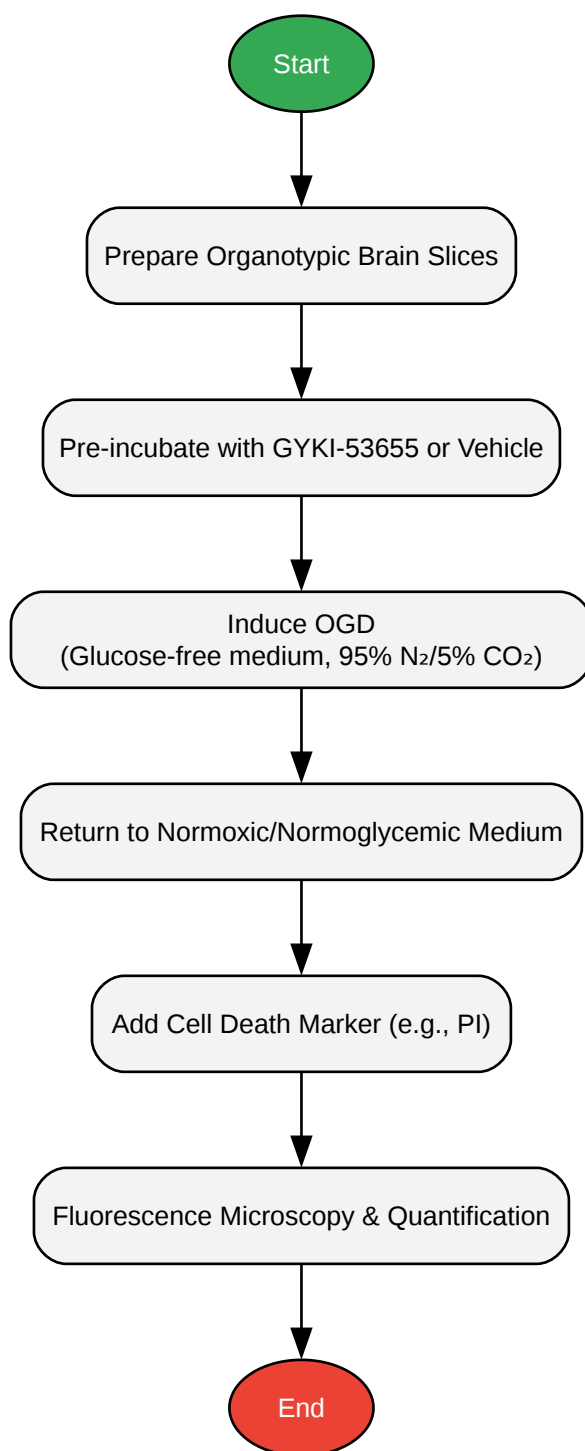 Start
Prepare Organotypic Brain Slices
Pre-incubate with GYKI-53655 or Vehicle
Induce OGD
(Glucose-free medium, 95% N₂/5% CO₂)
Return to Normoxic/Normoglycemic Medium
Add Cell Death Marker (e.g., PI)
Fluorescence Microscopy & Quantification
End